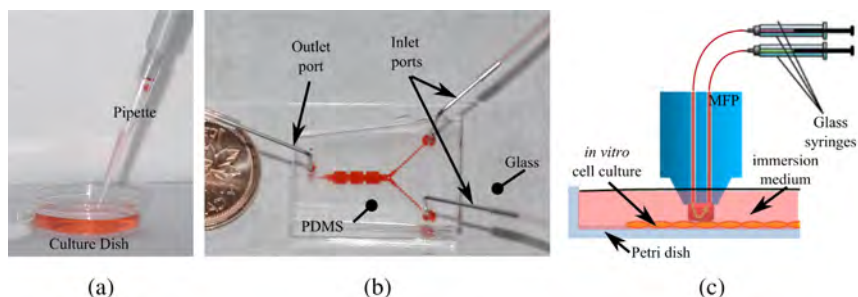 Pipette
Culture Dish
(a)
Outlet
port
Inlet
ports
Glass
PDMS
(b)
MFP
Glass
syringes
in vitro
cell culture
immersion
medium
Petri dish
(c)